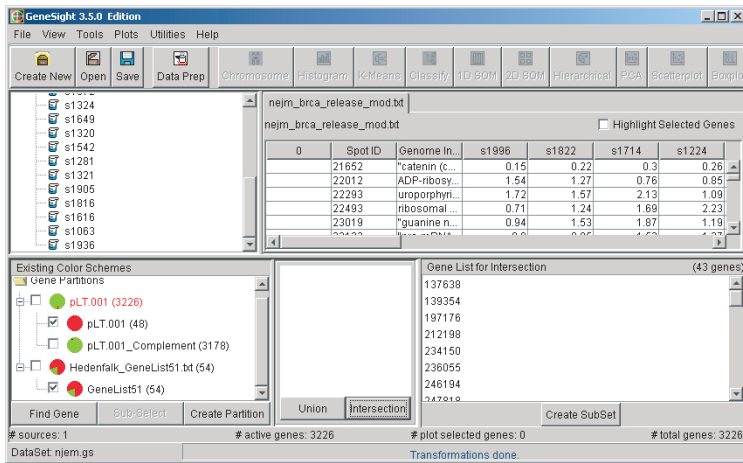 GeneSight 3.5.0 Edition
File View Tools Plots Utilities Help
Create New Open Save Data Prep Chromosome Histogram K-Means Classify 1D SOM 2D SOM Hierarchical PCA Scatterplot Boxplo
s1324
s1649
s1320
s1542
s1281
s1321
s1905
s1816
s1616
s1063
s1936
nejm_brca_release_mod.txt
nejm_brca_release_mod.txt
Highlight Selected Genes
0 Spot ID Genome In... s1996 s1822 s1714 s1224
21652 "catenin (c... 0.15 0.22 0.3 0.26
22012 ADP-ribosy... 1.54 1.27 0.76 0.85
22293 uroporphyri... 1.72 1.57 2.13 1.09
22493 ribosomal ... 0.71 1.24 1.69 2.23
23019 "guanine n... 0.94 1.53 1.87 1.19
Existing Color Schemes
Gene Partitions
pLT.001 (3226)
pLT.001 (48)
pLT.001_Complement (3178)
Hedenfalk_GeneList51.txt (54)
GeneList51 (54)
Find Gene Sub-Select Create Partition
Union Intersection
Gene List for Intersection (43 genes)
137638
139354
197176
212198
234150
236055
246194
247818
Create SubSet
# sources: 1 # active genes: 3226 # plot selected genes: 0 # total genes: 3226
DataSet: njem.gs Transformations done.